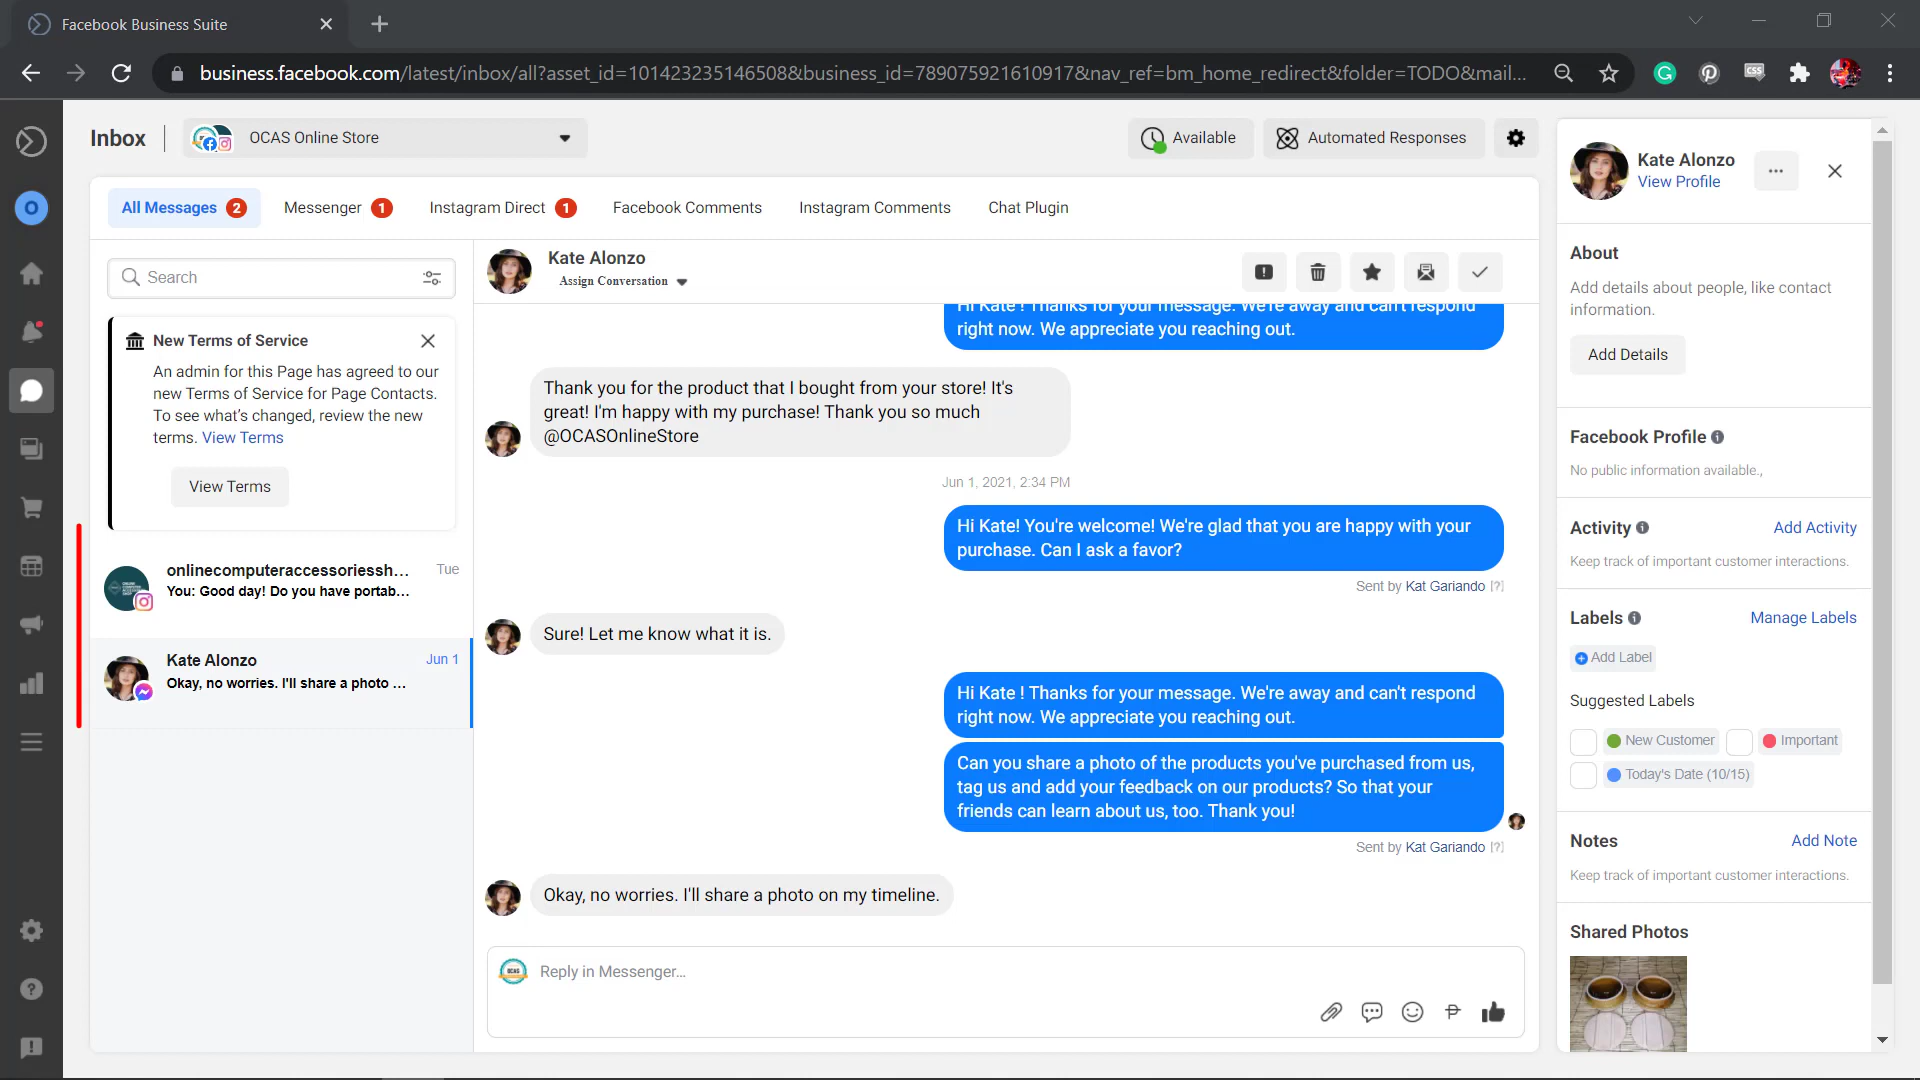 Facebook Business Suite
business.facebook.com/latest/inbox/all?asset_id=101423235146508&business_id=789075921610917&nav_ref=bm_home_redirect&folder=TODO&mail...
Inbox
OCAS Online Store
Available
Automated Responses
All Messages 2
Messenger 1
Instagram Direct 1
Facebook Comments
Instagram Comments
Chat Plugin
O
Search
New Terms of Service
An admin for this Page has agreed to our
new Terms of Service for Page Contacts.
To see what's changed, review the new
terms. View Terms
View Terms
onlinecomputeraccessoriessh... Tue
You: Good day! Do you have portab...
Kate Alonzo Jun 1
Okay, no worries. I'll share a photo ...
Kate Alonzo
Assign Conversation
Hi Kate ! Thanks for your message. We're away and can't respond
right now. We appreciate you reaching out.
Thank you for the product that I bought from your store! It's
great! I'm happy with my purchase! Thank you so much
@OCASOnlineStore
Jun 1, 2021, 2:34 PM
Hi Kate! You're welcome! We're glad that you are happy with your
purchase. Can I ask a favor?
Sent by Kat Gariando [?]
Sure! Let me know what it is.
Hi Kate ! Thanks for your message. We're away and can't respond
right now. We appreciate you reaching out.
Can you share a photo of the products you've purchased from us,
tag us and add your feedback on our products? So that your
friends can learn about us, too. Thank you!
Sent by Kat Gariando [?]
Okay, no worries. I'll share a photo on my timeline.
OCAS
Reply in Messenger...
Kate Alonzo
View Profile
About
Add details about people, like contact
information.
Add Details
Facebook Profile
No public information available.,
Activity Add Activity
Keep track of important customer interactions.
Labels Manage Labels
Add Label
Suggested Labels
New Customer Important
Today's Date (10/15)
Notes Add Note
Keep track of important customer interactions.
Shared Photos